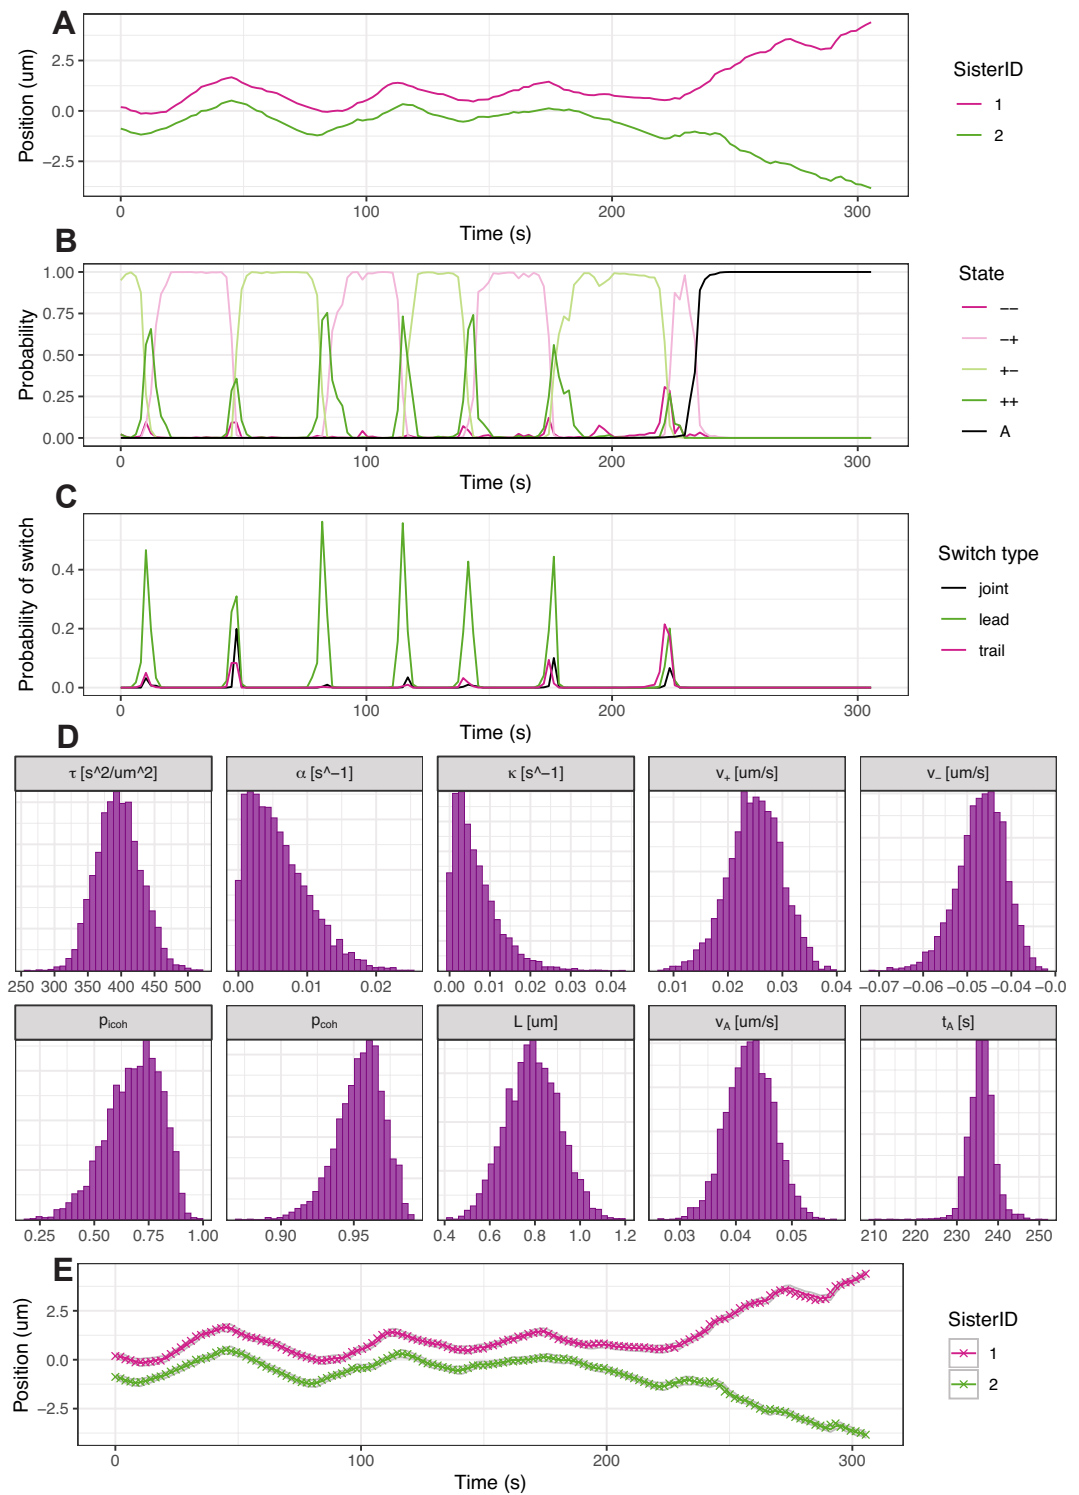 A
Position (um)
2.5
0.0
−2.5
0 100 200 300
Time (s)
SisterID
1
2
B
Probability
1.00
0.75
0.50
0.25
0.00
0 100 200 300
Time (s)
State
−−
−+
+−
++
A
C
Probability of switch
0.4
0.2
0.0
0 100 200 300
Time (s)
Switch type
joint
lead
trail
D
τ [s^2/um^2] α [s^−1] κ [s^−1] v₊ [um/s] v₋ [um/s]
250 300 350 400 450 500 0.00 0.01 0.02 0.00 0.01 0.02 0.03 0.04 0.01 0.02 0.03 0.04 −0.07 −0.06 −0.05 −0.04 −0.0
p_icoh p_coh L [um] v_A [um/s] t_A [s]
0.25 0.50 0.75 1.00 0.90 0.95 0.4 0.6 0.8 1.0 1.2 0.03 0.04 0.05 210 220 230 240 250
E
Position (um)
2.5
0.0
−2.5
0 100 200 300
Time (s)
SisterID
1
2